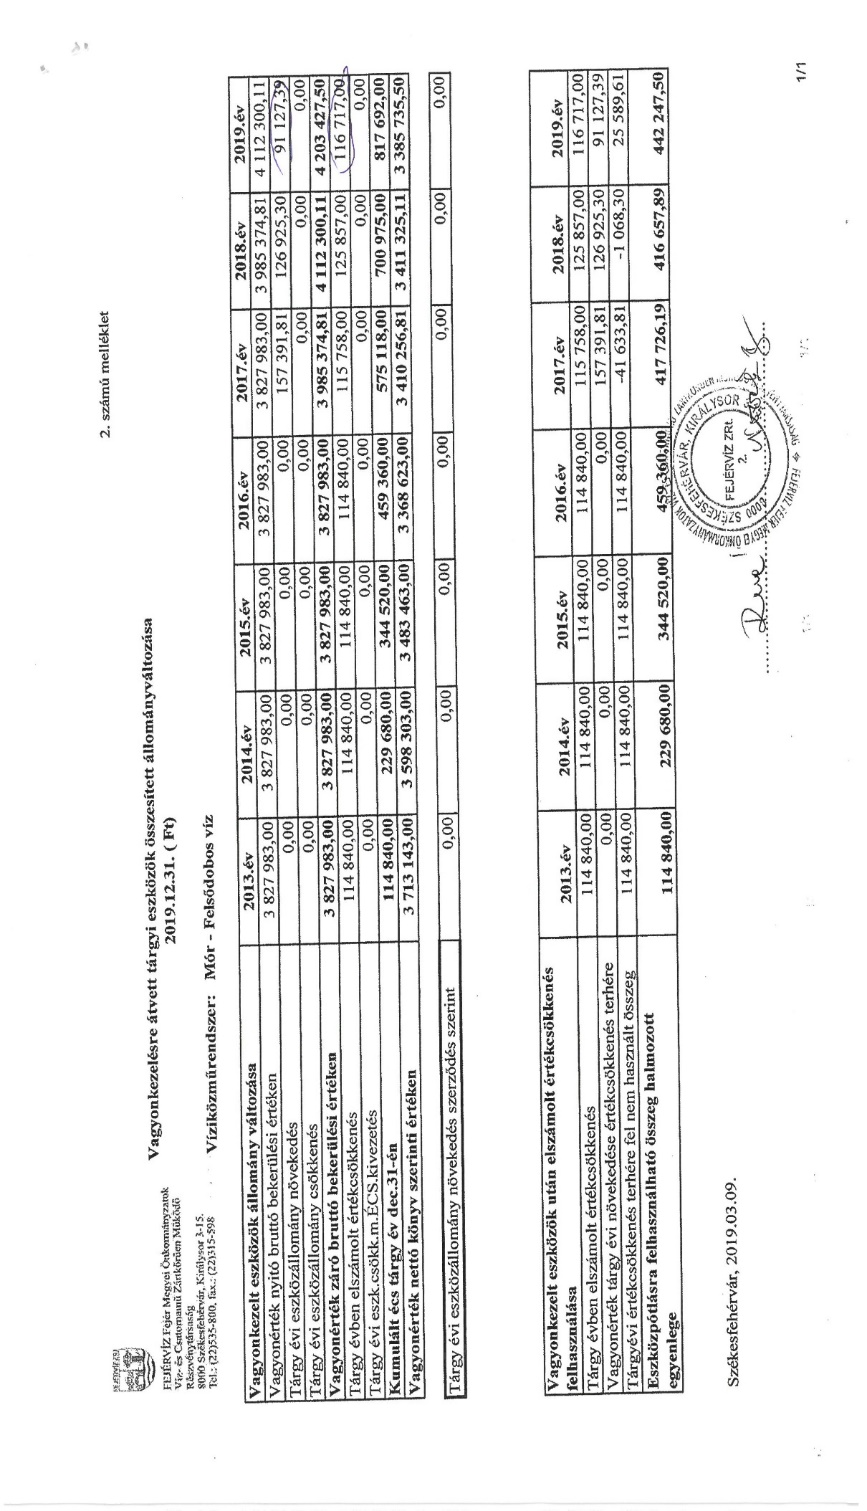 2. számú melléklet
FEJÉRVÍZ Fejér Megyei Önkormányzatok
Víz- és Csatornamű Zártkörűen Működő
Részvénytársaság
8000 Székesfehérvár, Királysor 3-15.
Tel.: (22)535-800, fax.: (22)315-598
Vagyonkezelésre átvett tárgyi eszközök összesített állományváltozása
2019.12.31. ( Ft)
Víziközműrendszer: Mór - Felsődobos víz
Vagyonkezelt eszközök állomány változása 2013.év 2014.év 2015.év 2016.év 2017.év 2018.év 2019.év
Vagyonérték nyitó bruttó bekerülési értéken 3 827 983,00 3 827 983,00 3 827 983,00 3 827 983,00 3 827 983,00 3 985 374,81 4 112 300,11
Tárgy évi eszközállomány növekedés 0,00 0,00 0,00 0,00 157 391,81 126 925,30 91 127,39
Tárgy évi eszközállomány csökkenés 0,00 0,00 0,00 0,00 0,00 0,00 0,00
Vagyonérték záró bruttó bekerülési értéken 3 827 983,00 3 827 983,00 3 827 983,00 3 827 983,00 3 985 374,81 4 112 300,11 4 203 427,50
Tárgy évben elszámolt értékcsökkenés 114 840,00 114 840,00 114 840,00 114 840,00 115 758,00 125 857,00 116 717,00
Tárgy évi eszk.csökk.m.ÉCS.kivezetés 0,00 0,00 0,00 0,00 0,00 0,00 0,00
Kumulált écs tárgy év dec.31-én 114 840,00 229 680,00 344 520,00 459 360,00 575 118,00 700 975,00 817 692,00
Vagyonérték nettó könyv szerinti értéken 3 713 143,00 3 598 303,00 3 483 463,00 3 368 623,00 3 410 256,81 3 411 325,11 3 385 735,50
Tárgy évi eszközállomány növekedés szerződés szerint 0,00 0,00 0,00 0,00 0,00 0,00 0,00
Vagyonkezelt eszközök után elszámolt értékcsökkenés
felhasználása 2013.év 2014.év 2015.év 2016.év 2017.év 2018.év 2019.év
Tárgy évben elszámolt értékcsökkenés 114 840,00 114 840,00 114 840,00 114 840,00 115 758,00 125 857,00 116 717,00
Vagyonérték tárgy évi növekedése értékcsökkenés terhére 0,00 0,00 0,00 0,00 157 391,81 126 925,30 91 127,39
Tárgyévi értékcsökkenés terhére fel nem használt összeg 114 840,00 114 840,00 114 840,00 114 840,00 -41 633,81 -1 068,30 25 589,61
Eszközpótlásra felhasználható összeg halmozott
egyenlege 114 840,00 229 680,00 344 520,00 459 360,00 417 726,19 416 657,89 442 247,50
Székesfehérvár, 2019.03.09.
SZÉKESFEHÉRVÁR, KIRÁLYSOR
FEJÉRVÍZ ZRt.
2.
1/1